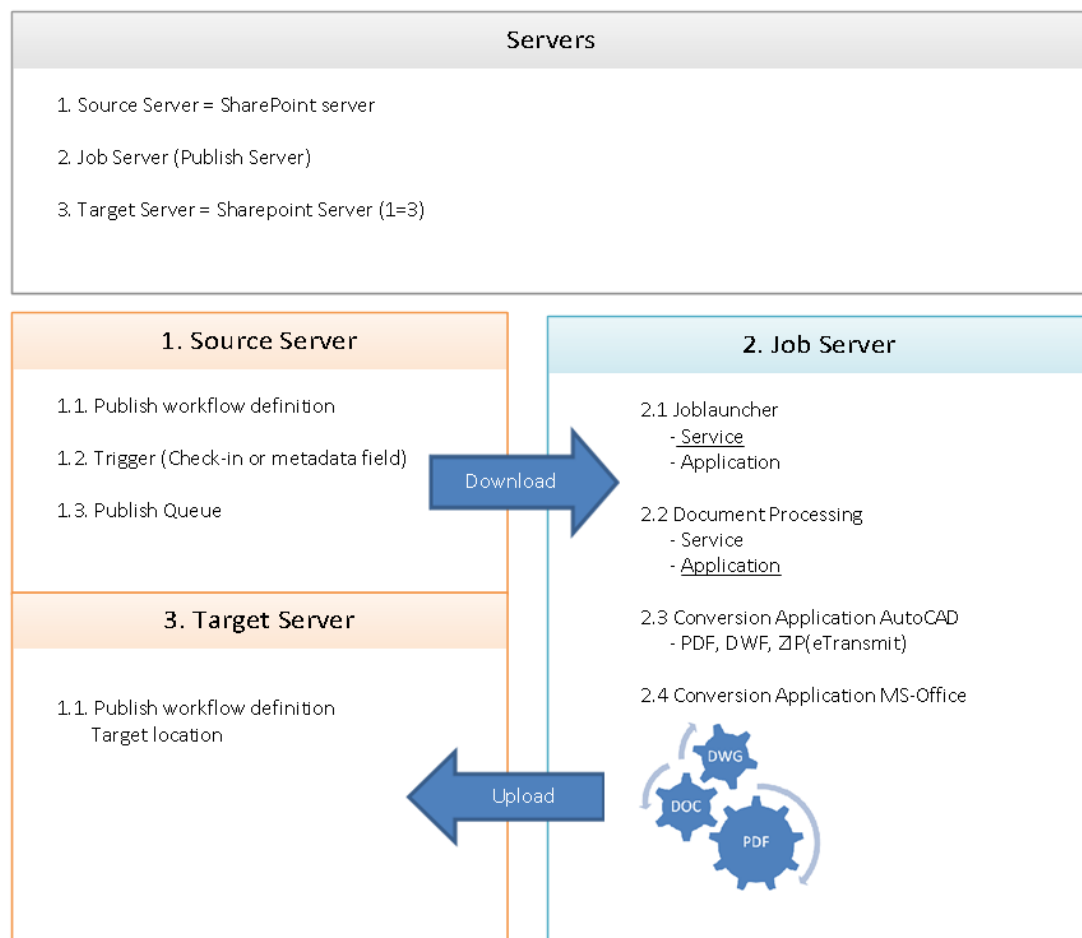 Servers
1. Source Server = SharePoint server
2. Job Server (Publish Server)
3. Target Server = Sharepoint Server (1=3)
1. Source Server
1.1. Publish workflow definition
1.2. Trigger (Check-in or metadata field)
1.3. Publish Queue
Download
2. Job Server
2.1 Joblauncher
- Service
- Application
2.2 Document Processing
- Service
- Application
2.3 Conversion Application AutoCAD
- PDF, DWF, ZIP(eTransmit)
2.4 Conversion Application MS-Office
DWG
DOC
PDF
3. Target Server
1.1. Publish workflow definition
Target location
Upload